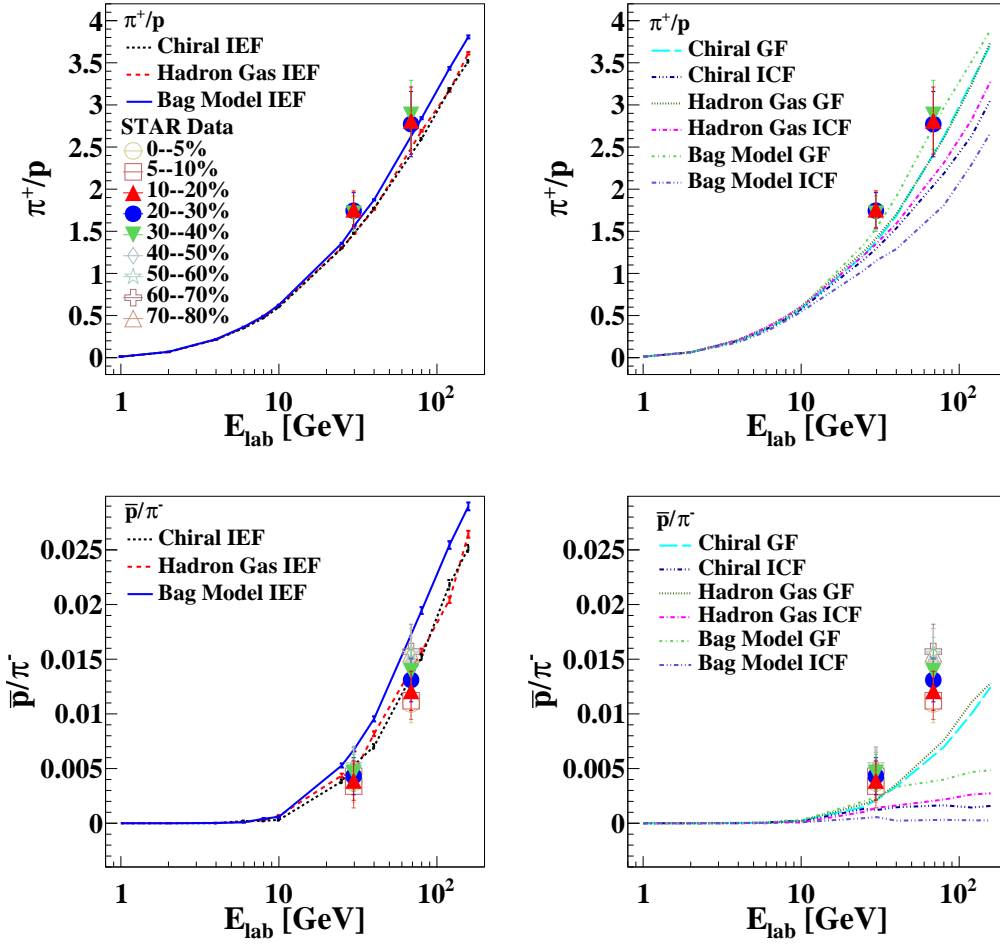 π⁺/p
Chiral IEF
Hadron Gas IEF
Bag Model IEF
STAR Data
0--5%
5--10%
10--20%
20--30%
30--40%
40--50%
50--60%
60--70%
70--80%
4
3.5
3
2.5
2
1.5
1
0.5
0
π⁺/p
1
10
10²
E_lab [GeV]
π⁺/p
Chiral GF
Chiral ICF
Hadron Gas GF
Hadron Gas ICF
Bag Model GF
Bag Model ICF
4
3.5
3
2.5
2
1.5
1
0.5
0
π⁺/p
1
10
10²
E_lab [GeV]
p̅/π⁻
Chiral IEF
Hadron Gas IEF
Bag Model IEF
0.025
0.02
0.015
0.01
0.005
0
p̅/π⁻
1
10
10²
E_lab [GeV]
p̅/π⁻
Chiral GF
Chiral ICF
Hadron Gas GF
Hadron Gas ICF
Bag Model GF
Bag Model ICF
0.025
0.02
0.015
0.01
0.005
0
p̅/π⁻
1
10
10²
E_lab [GeV]